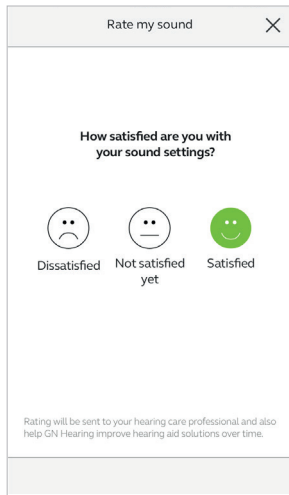 Rate my sound
How satisfied are you with
your sound settings?
Dissatisfied
Not satisfied
yet
Satisfied
Rating will be sent to your hearing care professional and also
help GN Hearing improve hearing aid solutions over time.